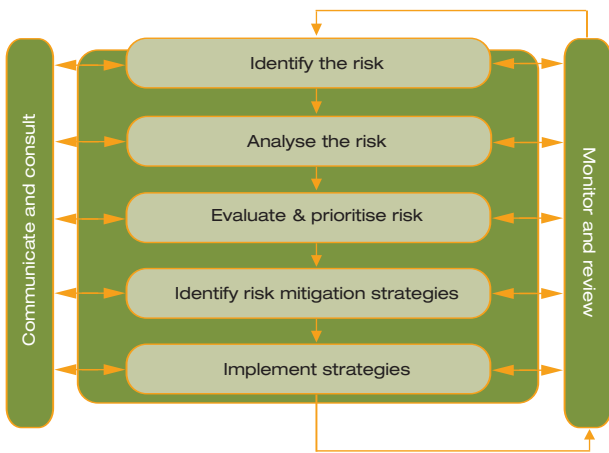 Communicate and consult
Identify the risk
Analyse the risk
Evaluate & prioritise risk
Identify risk mitigation strategies
Implement strategies
Monitor and review